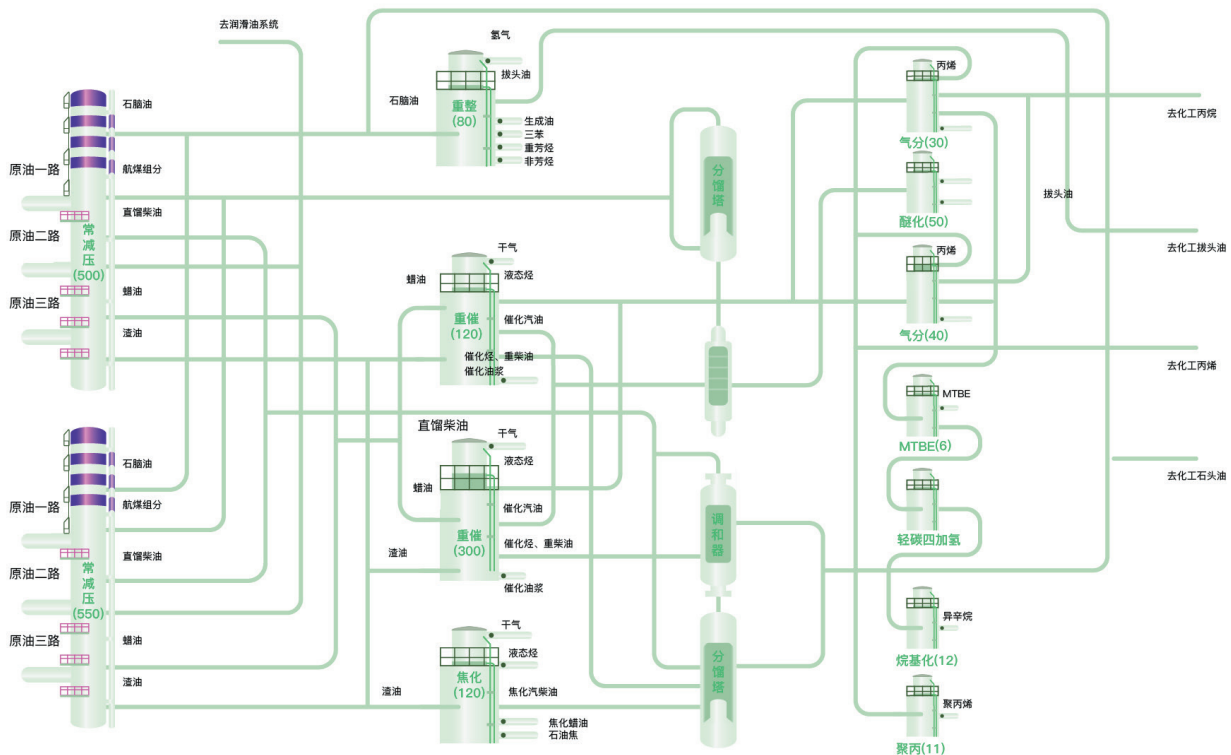 去润滑油系统
石脑油
原油一路
航煤组分
直馏柴油
原油二路
常减压
(500)
原油三路
蜡油
渣油
石脑油
原油一路
航煤组分
直馏柴油
原油二路
常减压
(550)
原油三路
蜡油
渣油
氢气
拔头油
石脑油
重整
(80)
生成油
三苯
重芳烃
非芳烃
干气
液态烃
蜡油
重催
(120)
催化汽油
催化烃、重柴油
催化油浆
直馏柴油
干气
液态烃
蜡油
催化汽油
重催
(300)
催化烃、重柴油
渣油
催化油浆
干气
液态烃
焦化
(120)
渣油
焦化汽柴油
焦化蜡油
石油焦
分馏塔
调和器
分馏塔
丙烯
气分(30)
醚化(50)
丙烯
气分(40)
MTBE
MTBE(6)
轻碳四加氢
异辛烷
烷基化(12)
聚丙烯
聚丙(11)
去化工丙烷
拔头油
去化工拔头油
去化工丙烯
去化工石头油